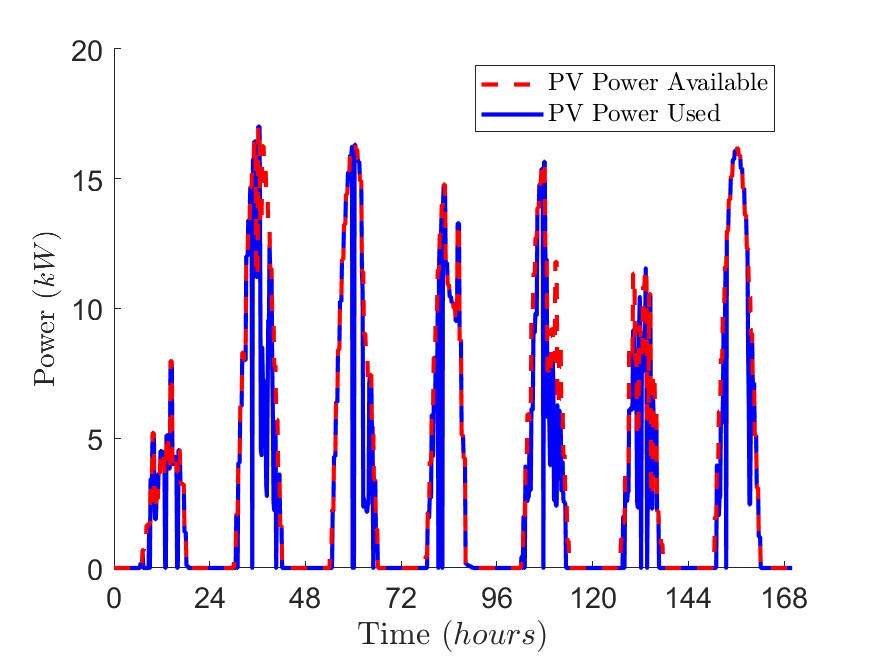 20
PV Power Available
PV Power Used
15
10
5
0
Power (kW)
0 24 48 72 96 120 144 168
Time (hours)